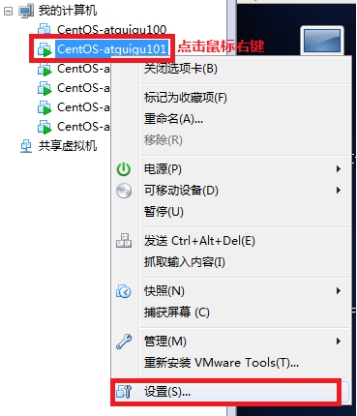 我的计算机
CentOS-atguigu100
CentOS-atguigu101 点击鼠标右键
CentOS-a 关闭选项卡(B)
CentOS-a 标记为收藏项(F)
CentOS-a 重命名(A)...
CentOS-a 移除(R)
共享虚拟机
电源(P)
可移动设备(D)
暂停(U)
发送 Ctrl+Alt+Del(E)
抓取输入内容(I)
快照(N)
捕获屏幕 (C)
管理(M)
重新安装 VMware Tools(T)...
设置(S)...